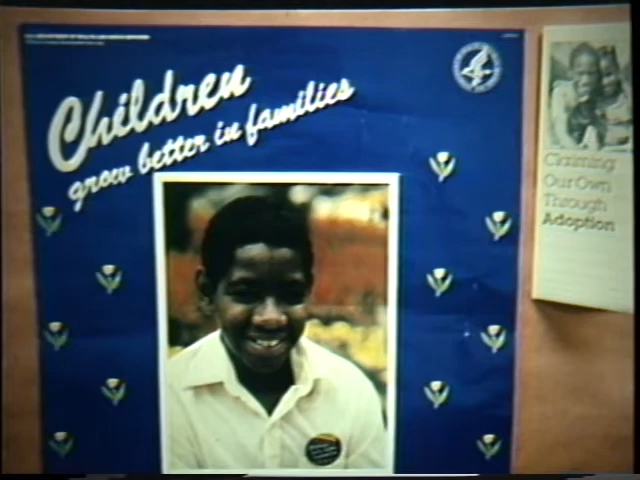 Children
grow better in families
Claiming
Our Own
Through
Adoption